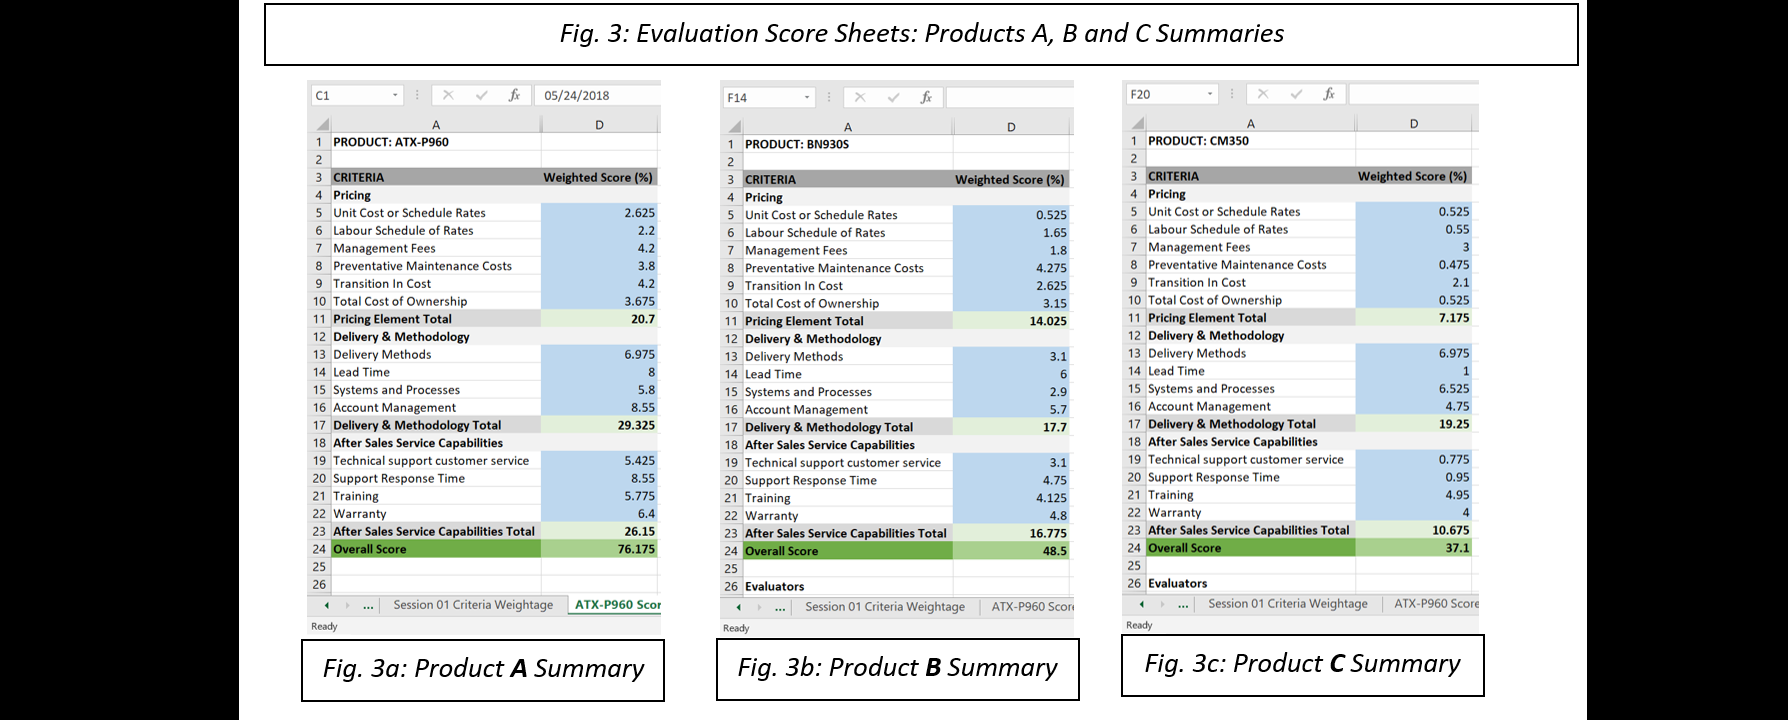 Fig. 3: Evaluation Score Sheets: Products A, B and C Summaries
C1 fx 05/24/2018
A D
1 PRODUCT: ATX-P960
2
3 CRITERIA Weighted Score (%)
4 Pricing
5 Unit Cost or Schedule Rates 2.625
6 Labour Schedule of Rates 2.2
7 Management Fees 4.2
8 Preventative Maintenance Costs 3.8
9 Transition In Cost 4.2
10 Total Cost of Ownership 3.675
11 Pricing Element Total 20.7
12 Delivery & Methodology
13 Delivery Methods 6.975
14 Lead Time 8
15 Systems and Processes 5.8
16 Account Management 8.55
17 Delivery & Methodology Total 29.325
18 After Sales Service Capabilities
19 Technical support customer service 5.425
20 Support Response Time 8.55
21 Training 5.775
22 Warranty 6.4
23 After Sales Service Capabilities Total 26.15
24 Overall Score 76.175
25
26
... Session 01 Criteria Weightage ATX-P960 Scor
Ready
Fig. 3a: Product A Summary
F14 fx
A D
1 PRODUCT: BN930S
2
3 CRITERIA Weighted Score (%)
4 Pricing
5 Unit Cost or Schedule Rates 0.525
6 Labour Schedule of Rates 1.65
7 Management Fees 1.8
8 Preventative Maintenance Costs 4.275
9 Transition In Cost 2.625
10 Total Cost of Ownership 3.15
11 Pricing Element Total 14.025
12 Delivery & Methodology
13 Delivery Methods 3.1
14 Lead Time 6
15 Systems and Processes 2.9
16 Account Management 5.7
17 Delivery & Methodology Total 17.7
18 After Sales Service Capabilities
19 Technical support customer service 3.1
20 Support Response Time 4.75
21 Training 4.125
22 Warranty 4.8
23 After Sales Service Capabilities Total 16.775
24 Overall Score 48.5
25
26 Evaluators
... Session 01 Criteria Weightage ATX-P960 Score
Ready
Fig. 3b: Product B Summary
F20 fx
A D
1 PRODUCT: CM350
2
3 CRITERIA Weighted Score (%)
4 Pricing
5 Unit Cost or Schedule Rates 0.525
6 Labour Schedule of Rates 0.55
7 Management Fees 3
8 Preventative Maintenance Costs 0.475
9 Transition In Cost 2.1
10 Total Cost of Ownership 0.525
11 Pricing Element Total 7.175
12 Delivery & Methodology
13 Delivery Methods 6.975
14 Lead Time 1
15 Systems and Processes 6.525
16 Account Management 4.75
17 Delivery & Methodology Total 19.25
18 After Sales Service Capabilities
19 Technical support customer service 0.775
20 Support Response Time 0.95
21 Training 4.95
22 Warranty 4
23 After Sales Service Capabilities Total 10.675
24 Overall Score 37.1
25
26 Evaluators
... Session 01 Criteria Weightage ATX-P960 Score
Ready
Fig. 3c: Product C Summary